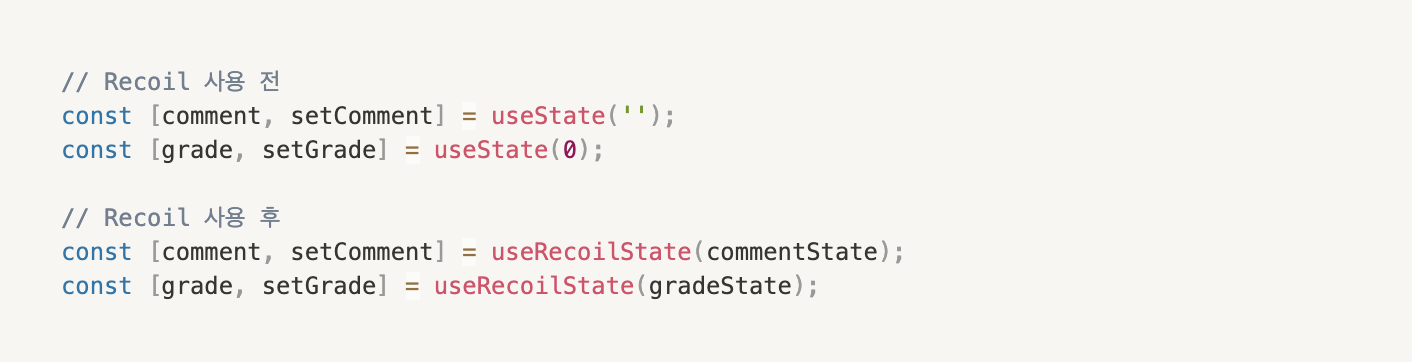 // Recoil 사용 전
const [comment, setComment] = useState('');
const [grade, setGrade] = useState(0);
// Recoil 사용 후
const [comment, setComment] = useRecoilState(commentState);
const [grade, setGrade] = useRecoilState(gradeState);